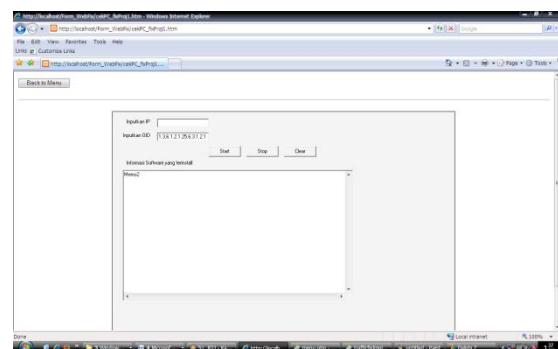 http://localhost/Form_WebFix/cekPC_fixProj1.htm - Windows Internet Explorer
http://localhost/Form_WebFix/cekPC_fixProj1.htm
Google
File Edit View Favorites Tools Help
Links Customize Links
http://localhost/Form_WebFix/cekPC_fixProj1....
Page Tools
Back to Menu
Inputkan IP
Inputkan OID 1.3.6.1.2.1.25.6.3.1.2.1
Start Stop Clear
Informasi Software yang terinstall
Memo2
Done
Local intranet
100%